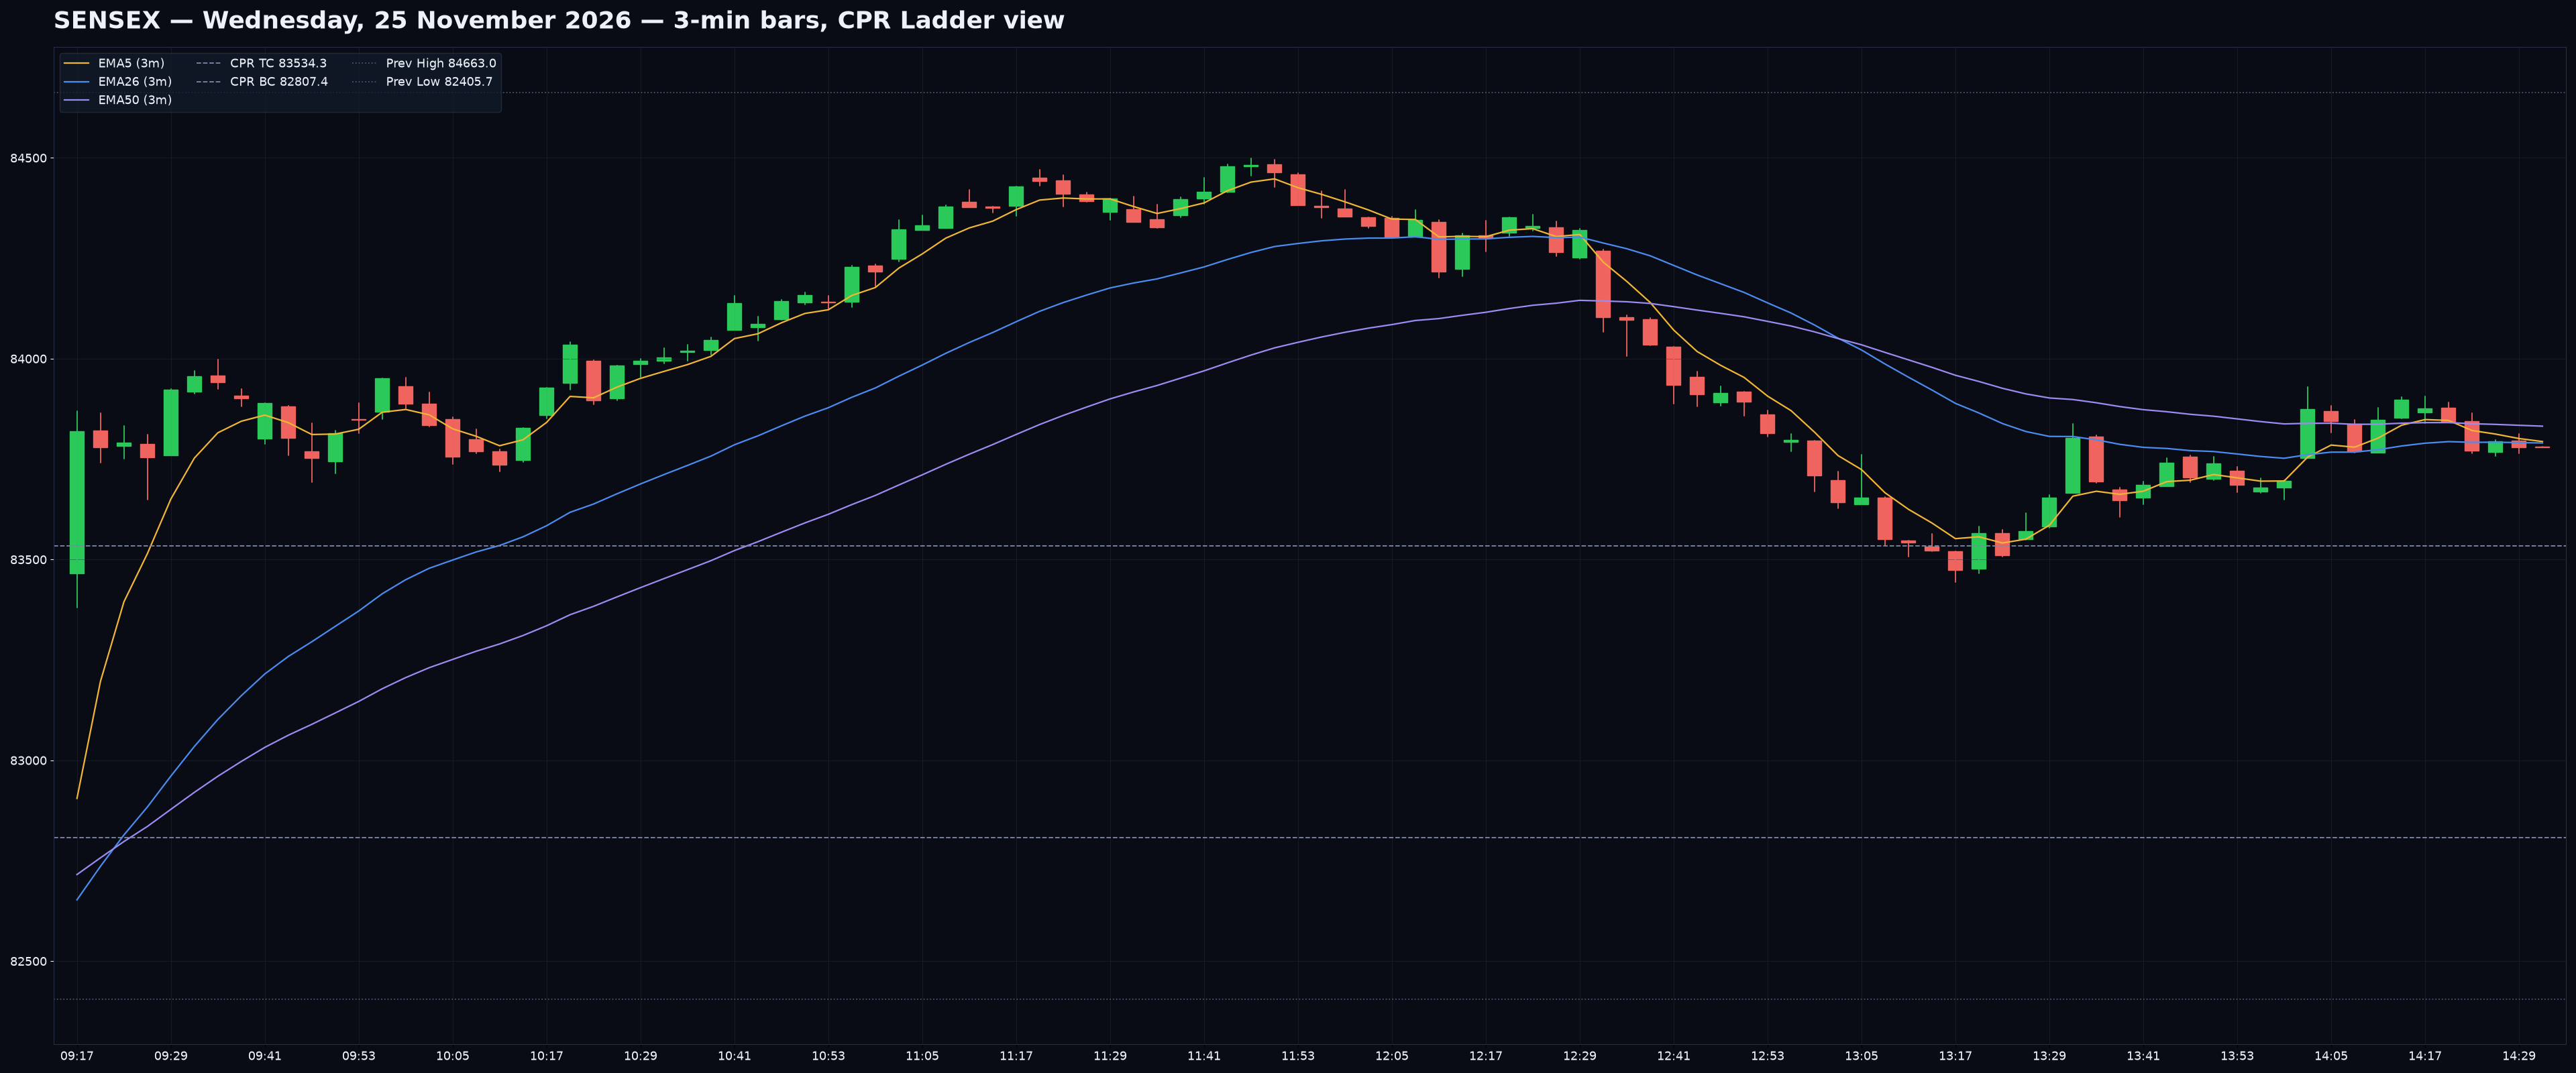 SENSEX — Wednesday, 25 November 2026 — 3-min bars, CPR Ladder view
EMA5 (3m) CPR TC 83534.3 Prev High 84663.0
EMA26 (3m) CPR BC 82807.4 Prev Low 82405.7
EMA50 (3m)
84500
84000
83500
83000
82500
09:17 09:29 09:41 09:53 10:05 10:17 10:29 10:41 10:53 11:05 11:17 11:29 11:41 11:53 12:05 12:17 12:29 12:41 12:53 13:05 13:17 13:29 13:41 13:53 14:05 14:17 14:29